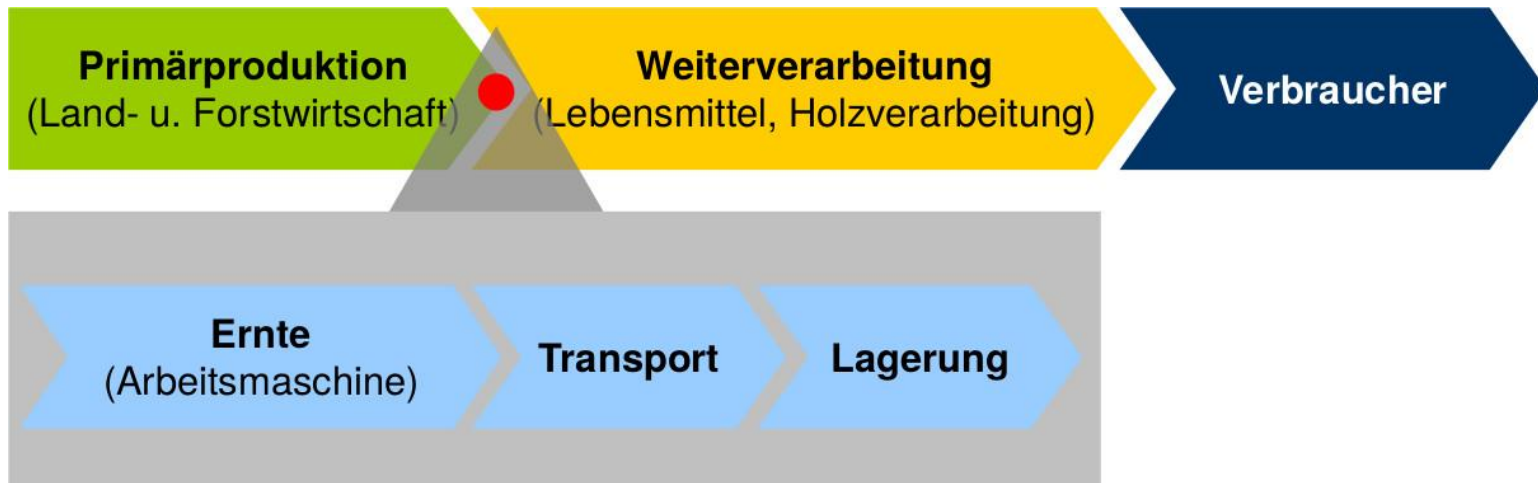 Primärproduktion
(Land- u. Forstwirtschaft)
Weiterverarbeitung
(Lebensmittel, Holzverarbeitung)
Verbraucher
Ernte
(Arbeitsmaschine)
Transport
Lagerung